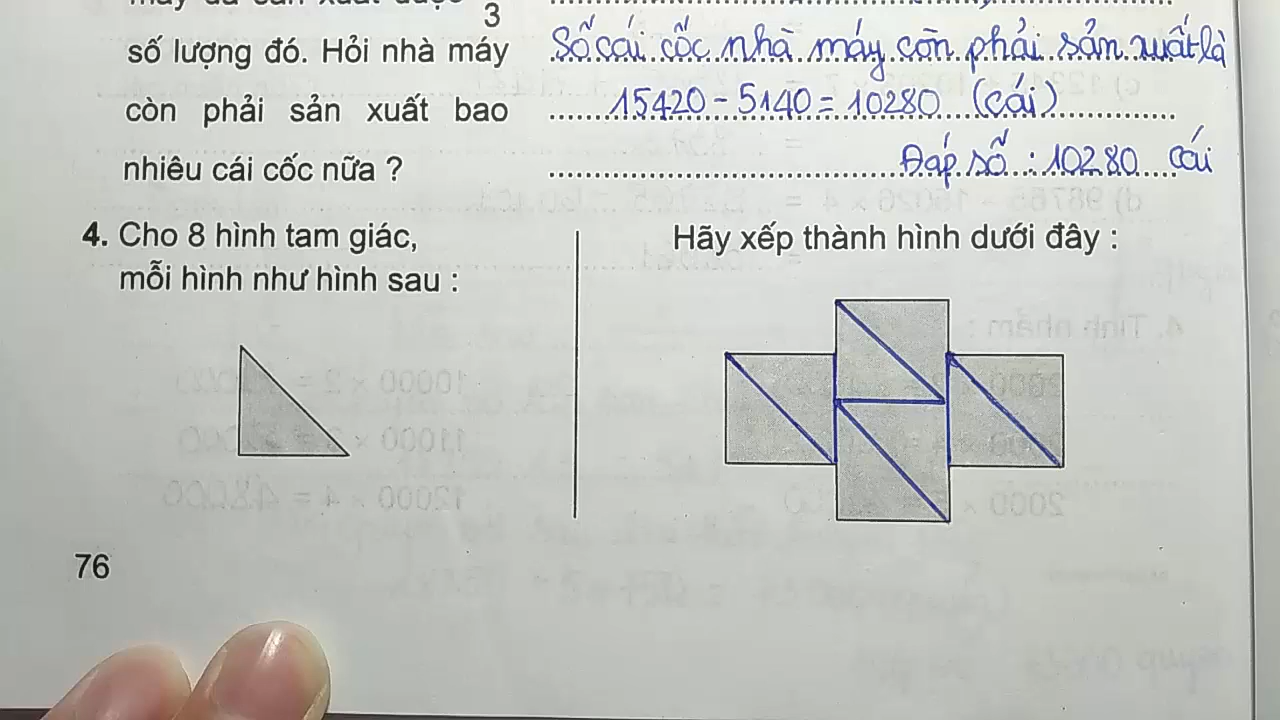 3
số lượng đó. Hỏi nhà máy
còn phải sản xuất bao
nhiêu cái cốc nữa ?
Số cái cốc nhà máy còn phải sản xuất là
15420 - 5140 = 10280 (cái)
Đáp số : 10280 cái
4. Cho 8 hình tam giác,
mỗi hình như hình sau :
Hãy xếp thành hình dưới đây :
76